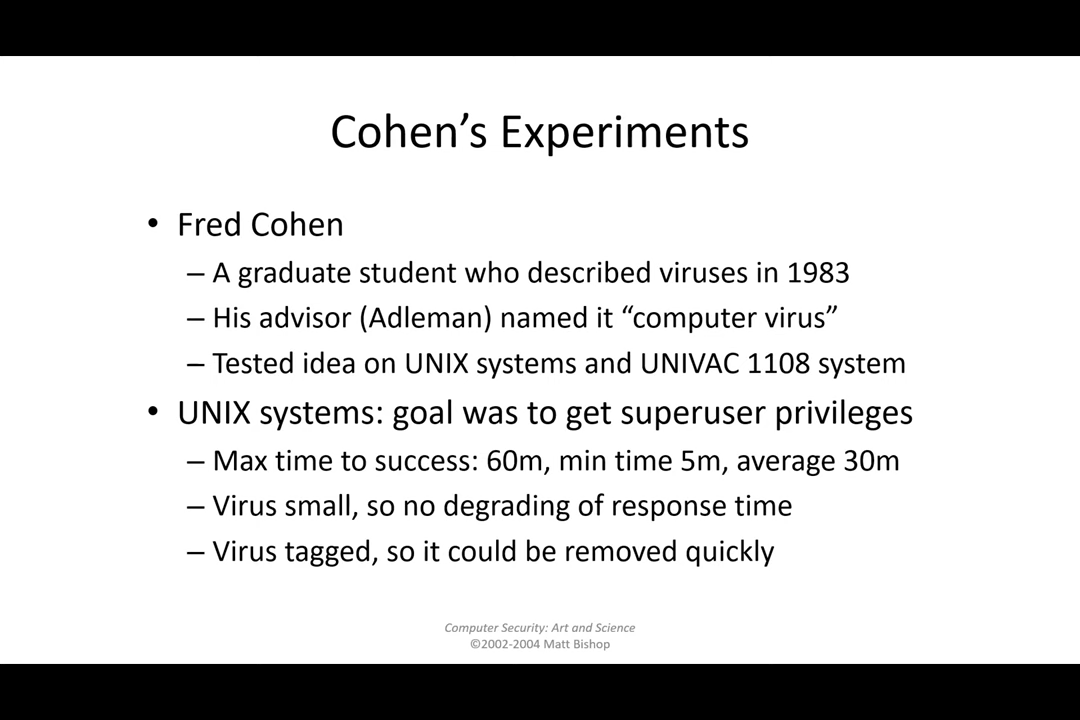 Cohen’s Experiments
• Fred Cohen
– A graduate student who described viruses in 1983
– His advisor (Adleman) named it “computer virus”
– Tested idea on UNIX systems and UNIVAC 1108 system
• UNIX systems: goal was to get superuser privileges
– Max time to success: 60m, min time 5m, average 30m
– Virus small, so no degrading of response time
– Virus tagged, so it could be removed quickly
Computer Security: Art and Science
©2002-2004 Matt Bishop